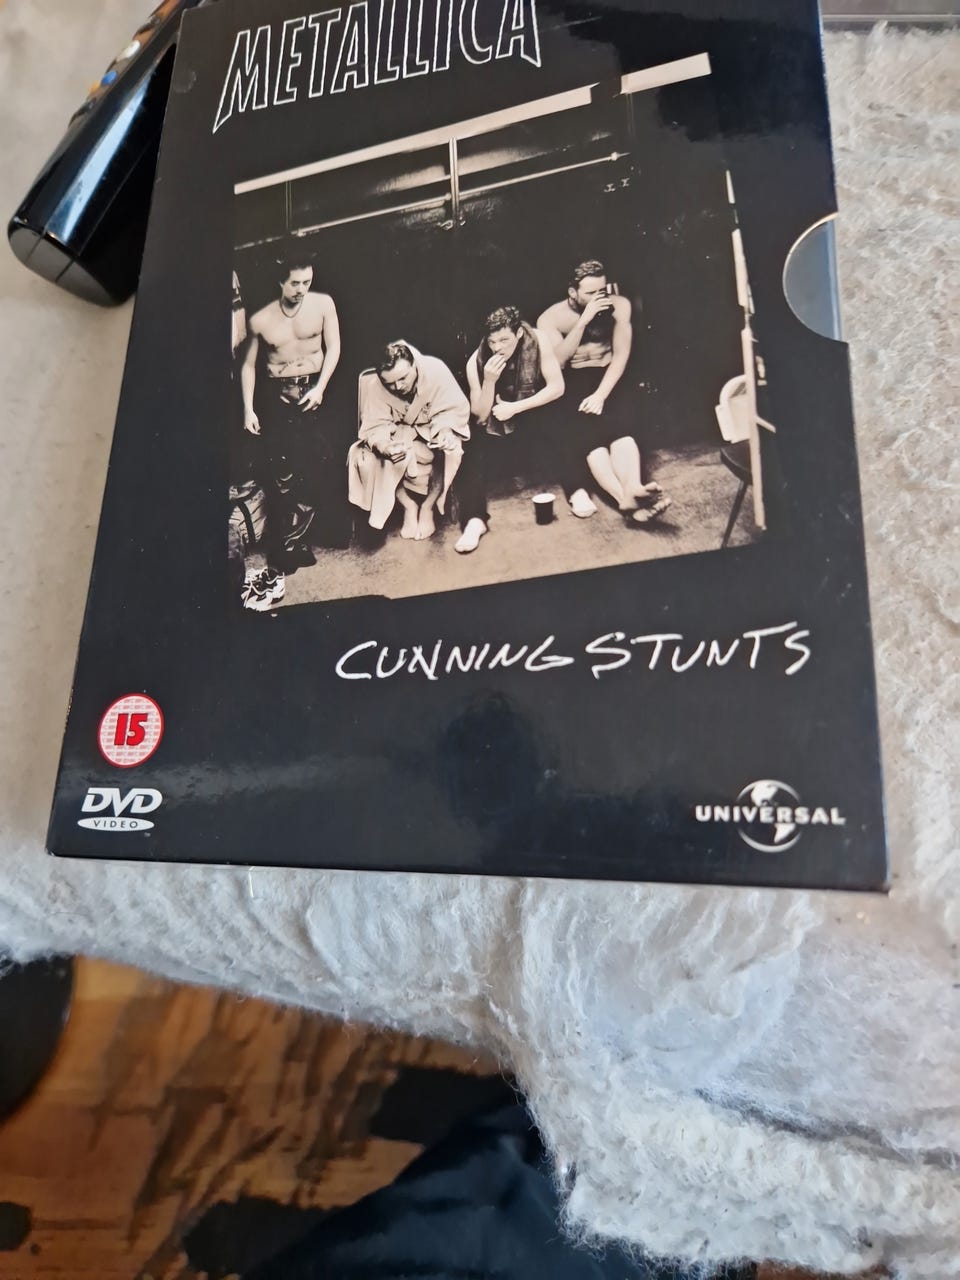 METALLICA
CUNNING STUNTS
15
DVD
VIDEO
UNIVERSAL